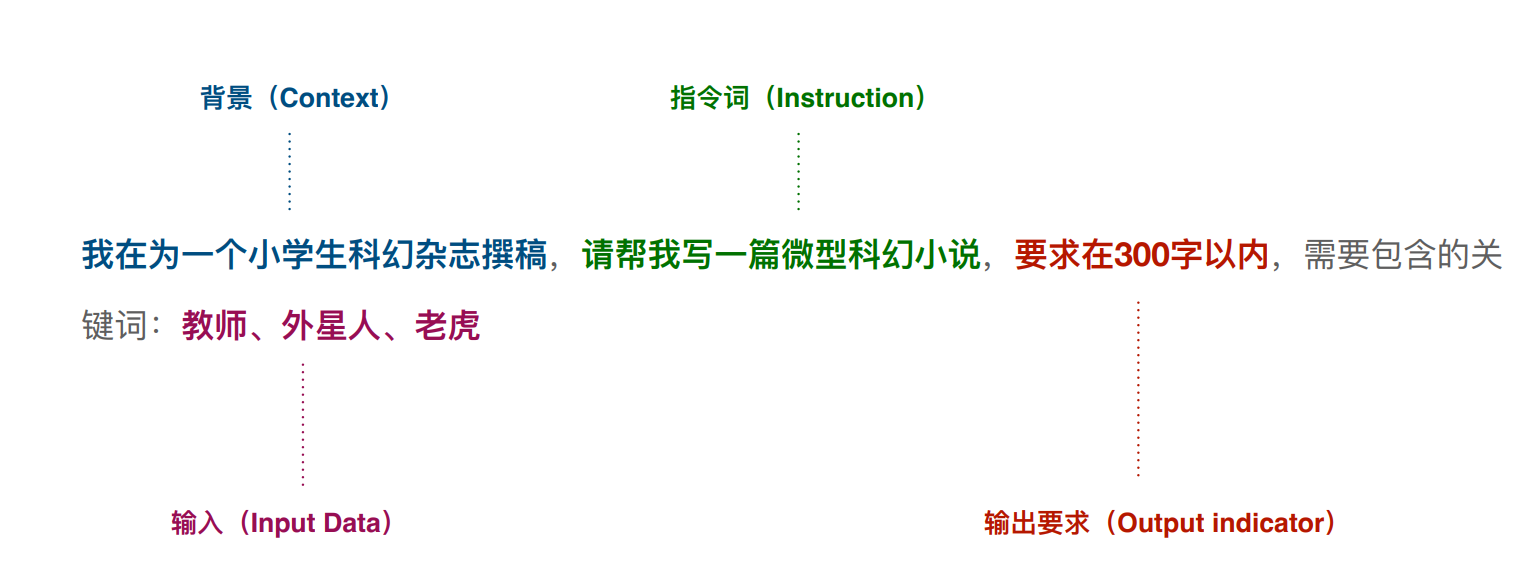 背景（Context） 指令词（Instruction）
我在为一个小学生科幻杂志撰稿，请帮我写一篇微型科幻小说，要求在300字以内，需要包含的关
键词：教师、外星人、老虎
输入（Input Data） 输出要求（Output indicator）